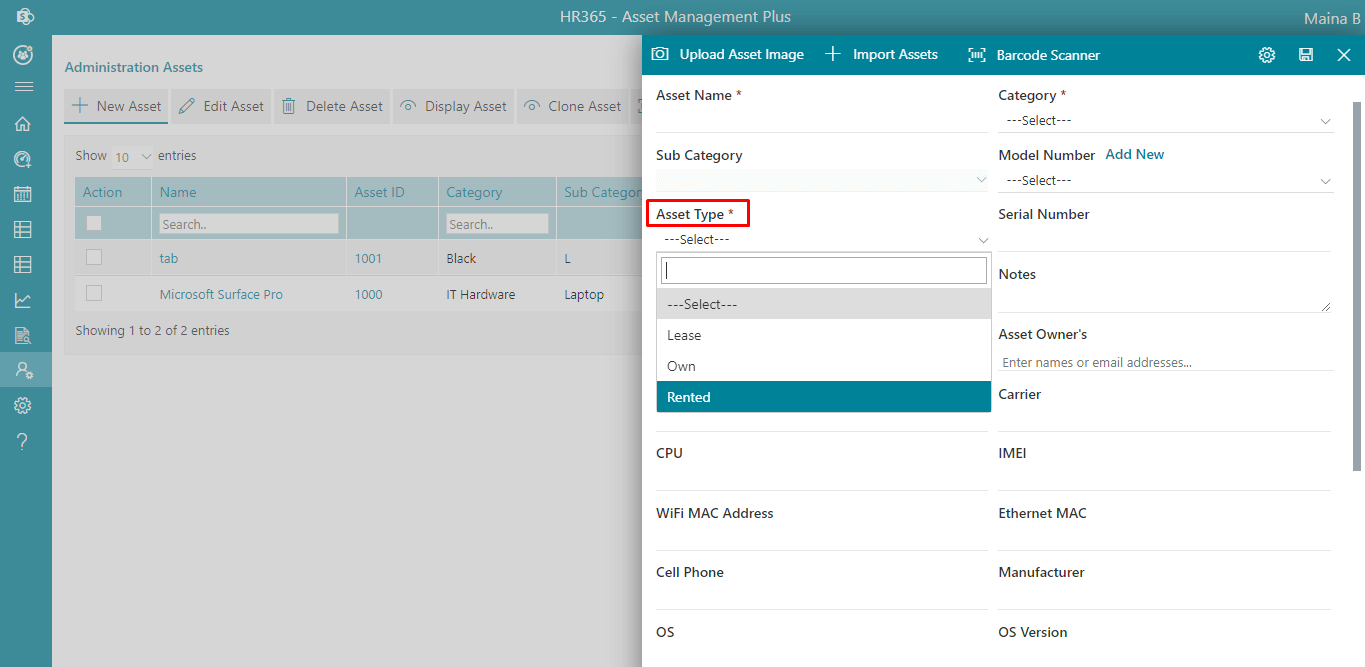 HR365 - Asset Management Plus
Maina B
Administration Assets
New Asset
Edit Asset
Delete Asset
Display Asset
Clone Asset
Show 10 entries
Action Name Asset ID Category Sub Categor
Search.. Search..
tab 1001 Black L
Microsoft Surface Pro 1000 IT Hardware Laptop
Showing 1 to 2 of 2 entries
Upload Asset Image
Import Assets
Barcode Scanner
Asset Name *
Category *
---Select---
Sub Category
Model Number Add New
---Select---
Asset Type *
---Select---
Serial Number
---Select---
Lease
Own
Rented
Notes
Asset Owner's
Enter names or email addresses...
Carrier
CPU
IMEI
WiFi MAC Address
Ethernet MAC
Cell Phone
Manufacturer
OS
OS Version